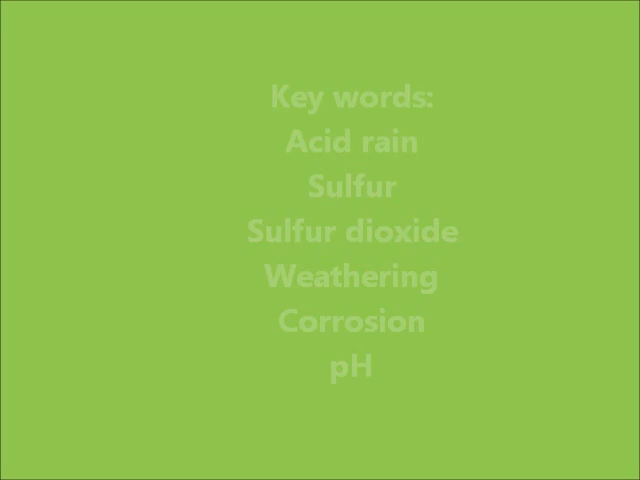 Key words:
Acid rain
Sulfur
Sulfur dioxide
Weathering
Corrosion
pH